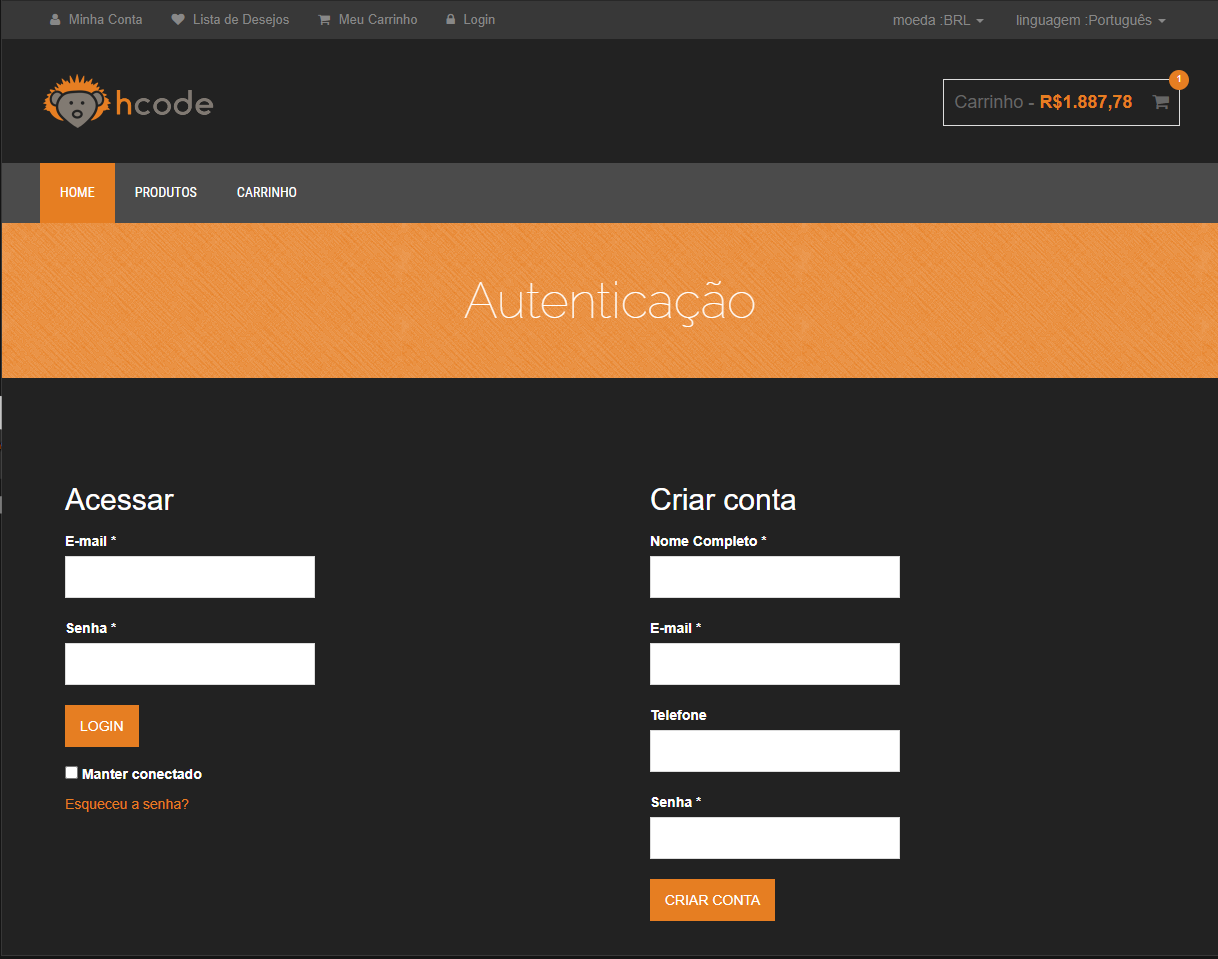 Minha Conta Lista de Desejos Meu Carrinho Login moeda :BRL linguagem :Português
hcode
1
Carrinho - R$1.887,78
HOME PRODUTOS CARRINHO
Autenticação
Acessar
E-mail *
Senha *
LOGIN
Manter conectado
Esqueceu a senha?
Criar conta
Nome Completo *
E-mail *
Telefone
Senha *
CRIAR CONTA